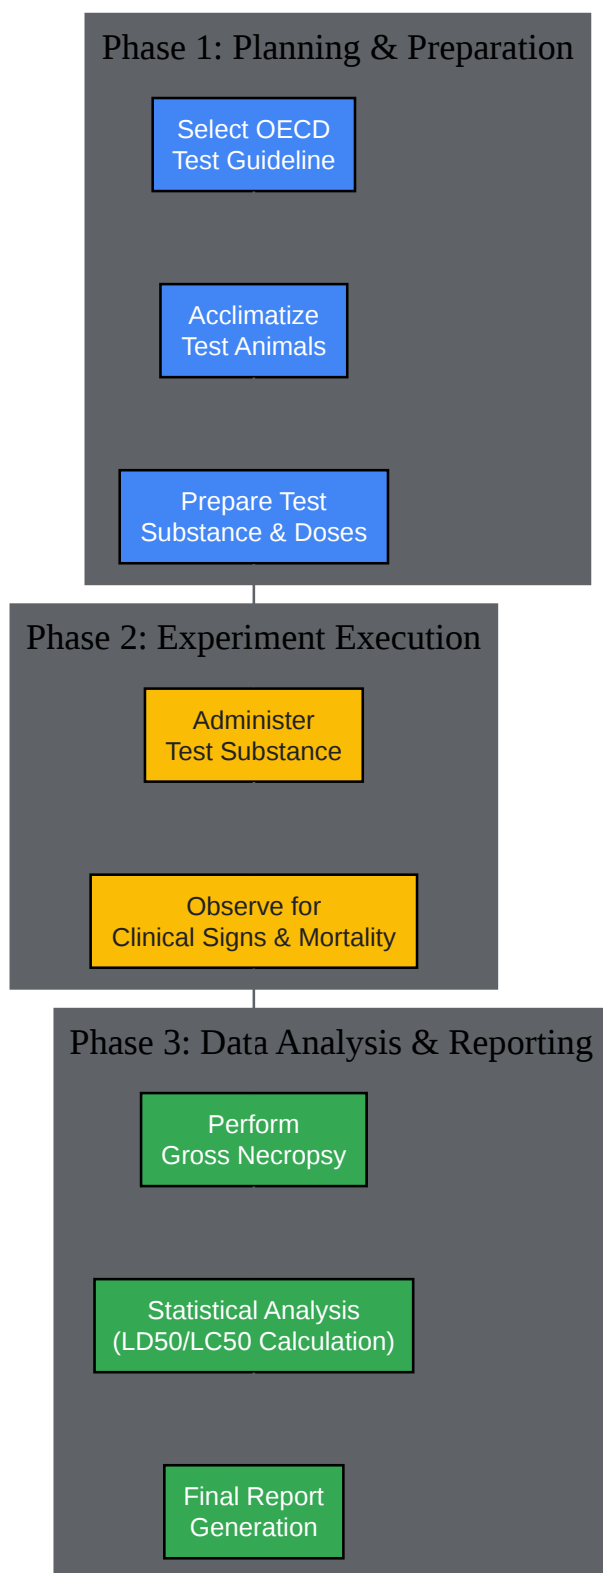 Phase 1: Planning & Preparation
Select OECD
Test Guideline
Acclimatize
Test Animals
Prepare Test
Substance & Doses
Phase 2: Experiment Execution
Administer
Test Substance
Observe for
Clinical Signs & Mortality
Phase 3: Data Analysis & Reporting
Perform
Gross Necropsy
Statistical Analysis
(LD50/LC50 Calculation)
Final Report
Generation